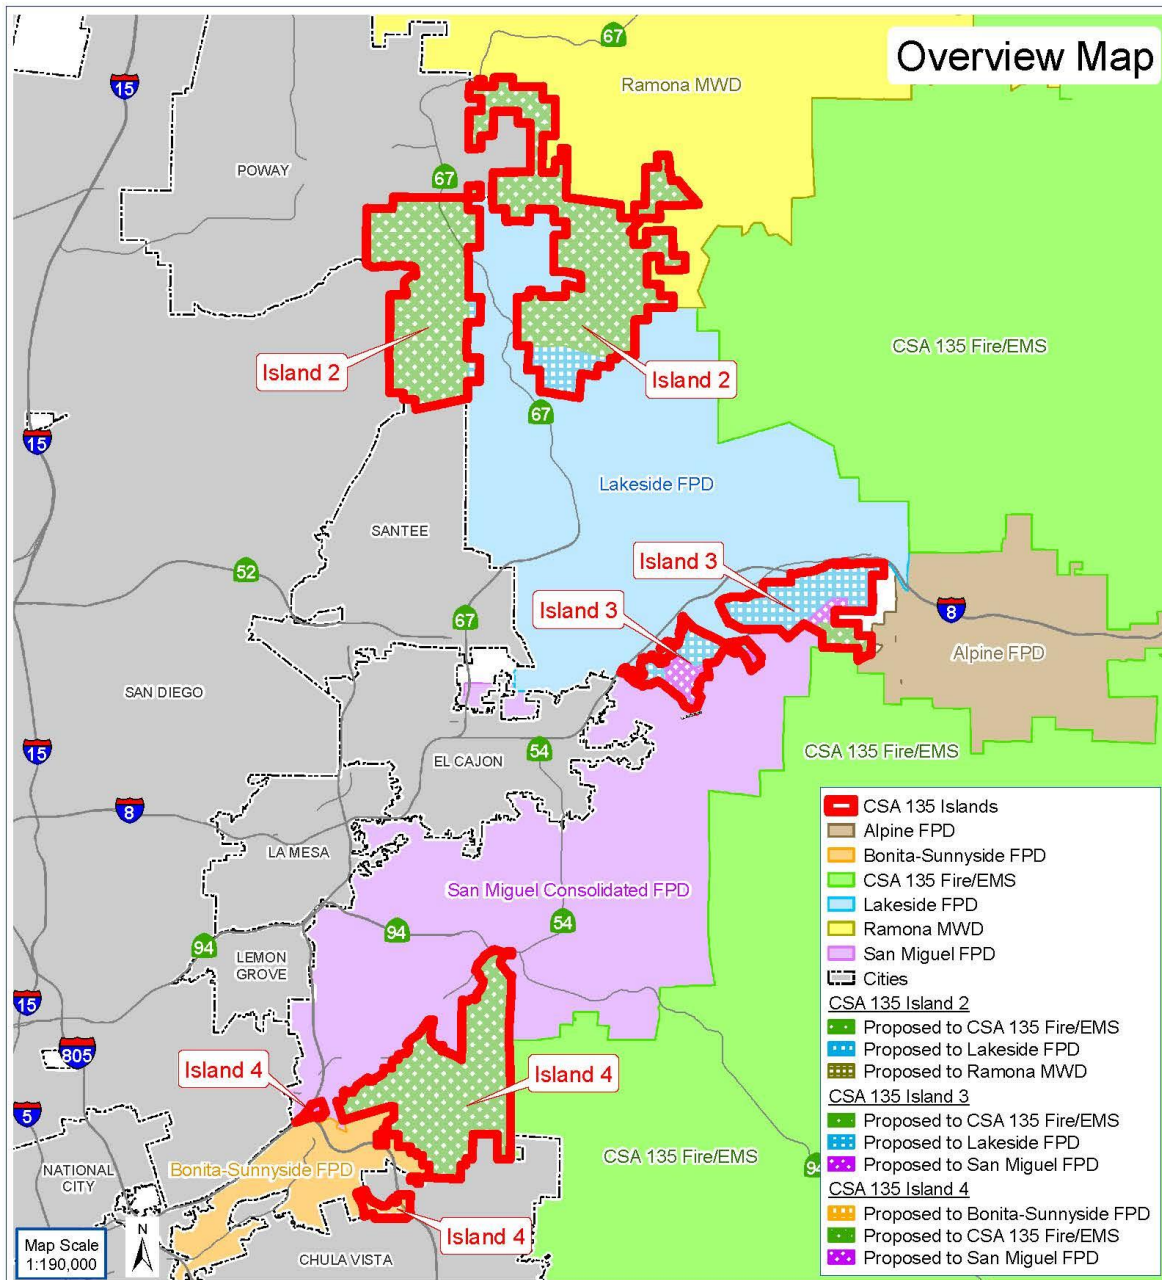 Overview Map
67
Ramona MWD
15
POWAY
67
CSA 135 Fire/EMS
Island 2
Island 2
67
15
Lakeside FPD
SANTEE
52
Island 3
Island 3
8
67
Alpine FPD
SAN DIEGO
15
54
CSA 135 Fire/EMS
EL CAJON
8
LA MESA
San Miguel Consolidated FPD
94
94
54
LEMON
GROVE
15
805
Island 4
Island 4
5
NATIONAL
CITY
Bonita-Sunnyside FPD
CSA 135 Fire/EMS
94
Island 4
CHULA VISTA
N
Map Scale
1:190,000
CSA 135 Islands
Alpine FPD
Bonita-Sunnyside FPD
CSA 135 Fire/EMS
Lakeside FPD
Ramona MWD
San Miguel FPD
Cities
CSA 135 Island 2
Proposed to CSA 135 Fire/EMS
Proposed to Lakeside FPD
Proposed to Ramona MWD
CSA 135 Island 3
Proposed to CSA 135 Fire/EMS
Proposed to Lakeside FPD
Proposed to San Miguel FPD
CSA 135 Island 4
Proposed to Bonita-Sunnyside FPD
Proposed to CSA 135 Fire/EMS
Proposed to San Miguel FPD